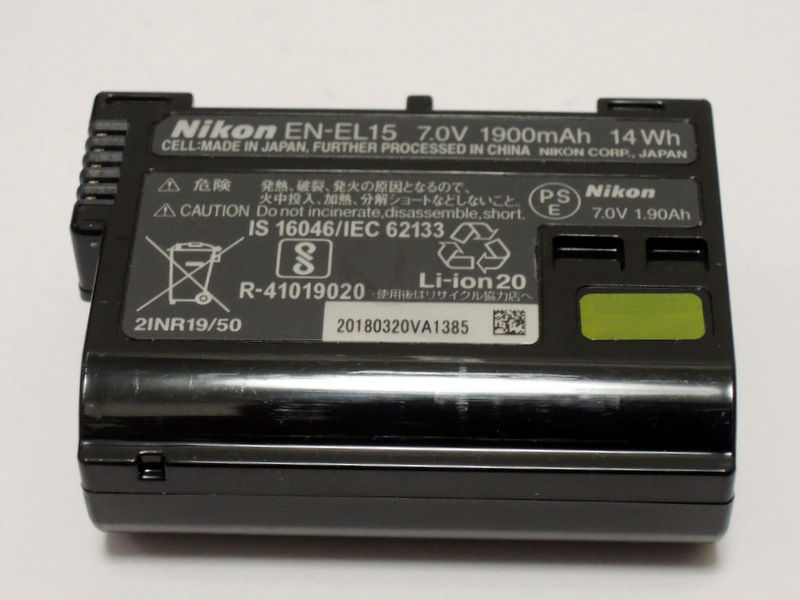 Nikon EN-EL15 7.0V 1900mAh 14Wh
CELL:MADE IN JAPAN, FURTHER PROCESSED IN CHINA NIKON CORP., JAPAN
危険 発熱、破裂、発火の原因となるので、
火中投入、加熱、分解ショートなどしないこと。
CAUTION Do not incinerate,disassemble,short.
PS
E
Nikon
7.0V 1.90Ah
IS 16046/IEC 62133
R-41019020
Li-ion20
使用後はリサイクル協力店へ
2INR19/50
20180320VA1385